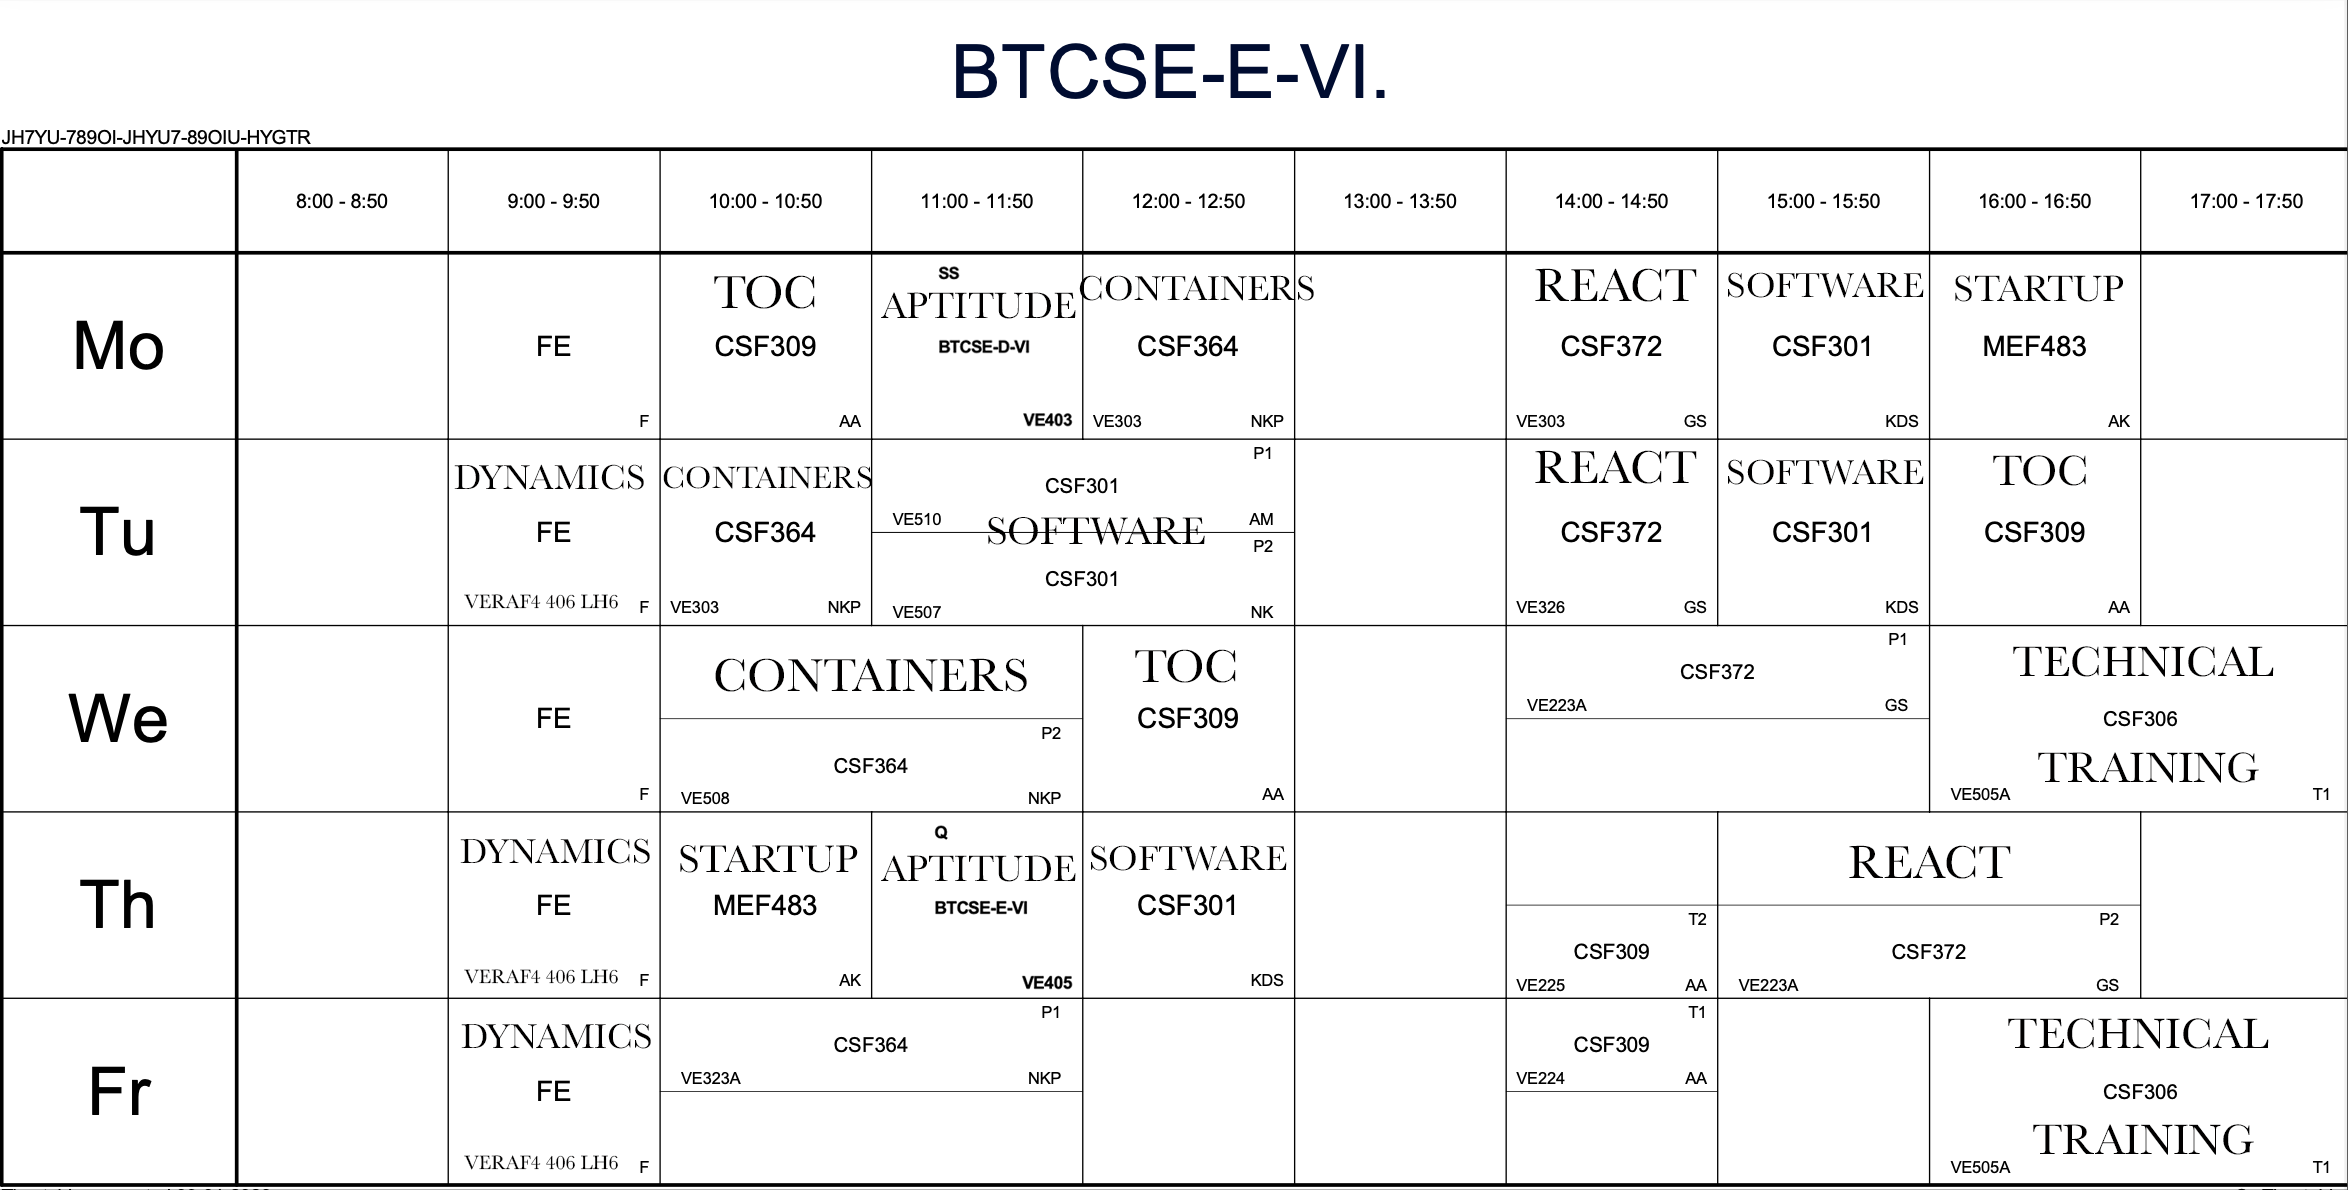 BTCSE-E-VI.
JH7YU-789OI-JHYU7-89OIU-HYGTR
8:00 - 8:50
9:00 - 9:50
10:00 - 10:50
11:00 - 11:50
12:00 - 12:50
13:00 - 13:50
14:00 - 14:50
15:00 - 15:50
16:00 - 16:50
17:00 - 17:50
Mo
FE
F
TOC
CSF309
AA
SS
APTITUDE
BTCSE-D-VI
VE403
CONTAINERS
CSF364
VE303 NKP
REACT
CSF372
VE303 GS
SOFTWARE
CSF301
KDS
STARTUP
MEF483
AK
Tu
DYNAMICS
FE
VERAF4 406 LH6 F
CONTAINERS
CSF364
VE303 NKP
P1
CSF301
VE510 AM
SOFTWARE
P2
CSF301
VE507 NK
REACT
CSF372
VE326 GS
SOFTWARE
CSF301
KDS
TOC
CSF309
AA
We
FE
F
CONTAINERS
P2
CSF364
VE508 NKP
TOC
CSF309
AA
P1
CSF372
VE223A GS
TECHNICAL
CSF306
TRAINING
VE505A T1
Th
DYNAMICS
FE
VERAF4 406 LH6 F
STARTUP
MEF483
AK
Q
APTITUDE
BTCSE-E-VI
VE405
SOFTWARE
CSF301
KDS
T2
CSF309
VE225 AA
REACT
P2
CSF372
VE223A GS
Fr
DYNAMICS
FE
VERAF4 406 LH6 F
P1
CSF364
VE323A NKP
T1
CSF309
VE224 AA
TECHNICAL
CSF306
TRAINING
VE505A T1